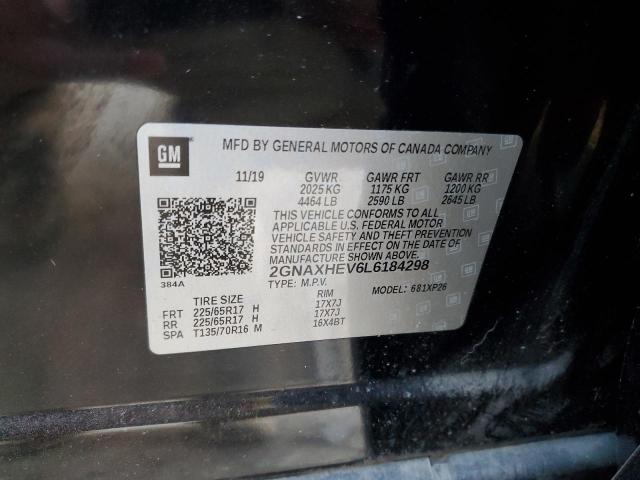 GM
MFD BY GENERAL MOTORS OF CANADA COMPANY
11/19 GVWR GAWR FRT GAWR RR
2025 KG 1175 KG 1200 KG
4464 LB 2590 LB 2645 LB
THIS VEHICLE CONFORMS TO ALL
APPLICABLE U.S. FEDERAL MOTOR
VEHICLE SAFETY AND THEFT PREVENTION
STANDARDS IN EFFECT ON THE DATE OF
MANUFACTURE SHOWN ABOVE.
2GNAXHEV6L6184298
384A TYPE: M.P.V. MODEL: 681XP26
TIRE SIZE RIM
FRT 225/65R17 H 17X7J
RR 225/65R17 H 17X7J
SPA T135/70R16 M 16X4BT